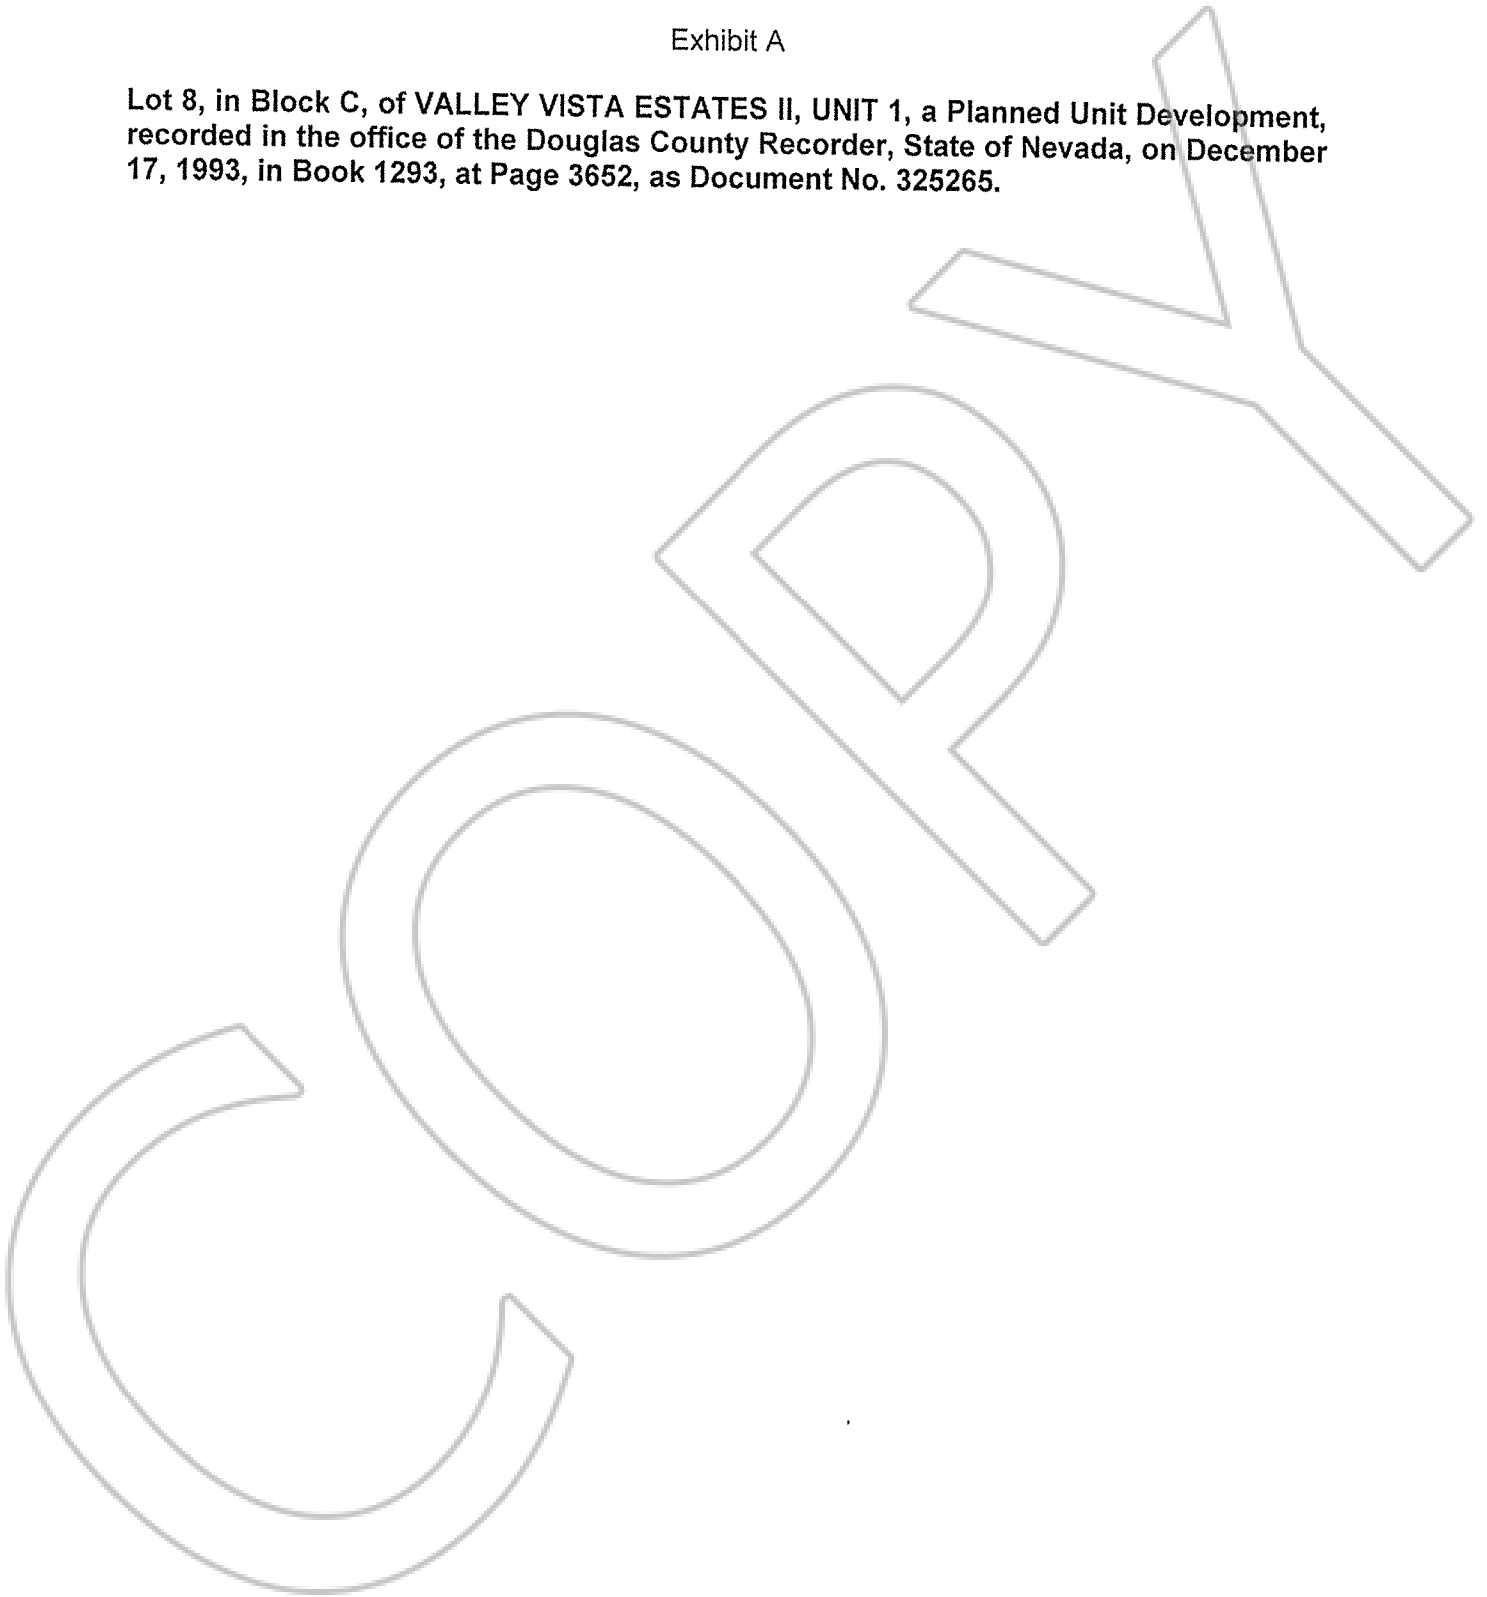 Exhibit A
Lot 8, in Block C, of VALLEY VISTA ESTATES II, UNIT 1, a Planned Unit Development,
recorded in the office of the Douglas County Recorder, State of Nevada, on December
17, 1993, in Book 1293, at Page 3652, as Document No. 325265.
COPY